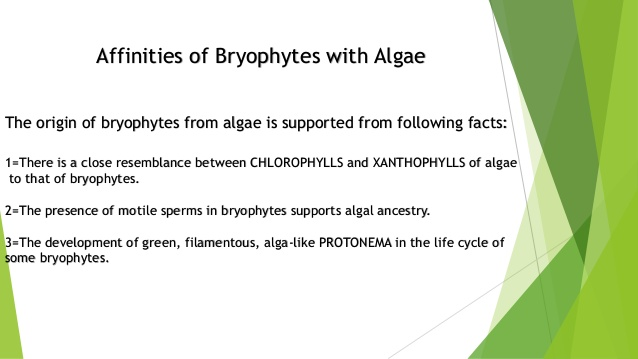 Affinities of Bryophytes with Algae
The origin of bryophytes from algae is supported from following facts:
1=There is a close resemblance between CHLOROPHYLLS and XANTHOPHYLLS of algae
to that of bryophytes.
2=The presence of motile sperms in bryophytes supports algal ancestry.
3=The development of green, filamentous, alga-like PROTONEMA in the life cycle of
some bryophytes.